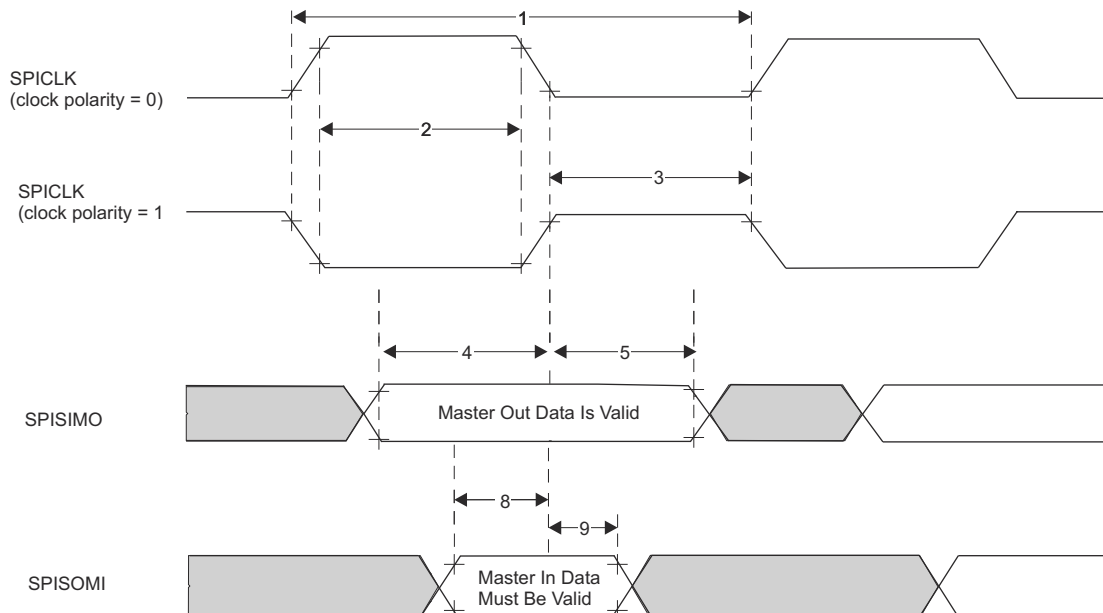 1
SPICLK
(clock polarity = 0)
2
3
SPICLK
(clock polarity = 1
4
5
SPISIMO
Master Out Data Is Valid
8
9
SPISOMI
Master In Data
Must Be Valid